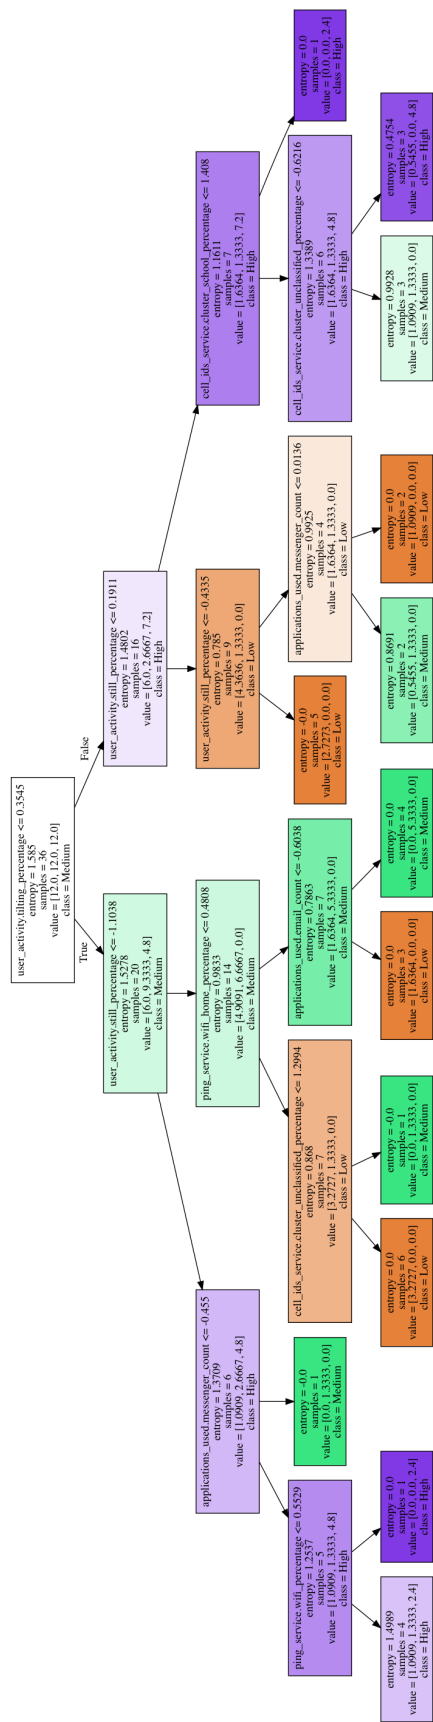 user_activity.tilting_percentage <= 0.3545
entropy = 1.585
samples = 36
value = [12.0, 12.0, 12.0]
class = Medium
True
False
user_activity.still_percentage <= -1.1038
entropy = 1.5278
samples = 20
value = [6.0, 9.3333, 4.8]
class = Medium
user_activity.still_percentage <= 0.1911
entropy = 1.4802
samples = 16
value = [6.0, 2.6667, 7.2]
class = High
applications_used.messenger_count <= -0.455
entropy = 1.3709
samples = 6
value = [1.0909, 2.6667, 4.8]
class = High
ping_service.wifi_home_percentage <= 0.4808
entropy = 0.9833
samples = 14
value = [4.9091, 6.6667, 0.0]
class = Medium
user_activity.still_percentage <= -0.4335
entropy = 0.785
samples = 9
value = [4.3636, 1.3333, 0.0]
class = Low
cell_ids_service.cluster_school_percentage <= 1.408
entropy = 1.1611
samples = 7
value = [1.6364, 1.3333, 7.2]
class = High
ping_service.wifi_percentage <= 0.5529
entropy = 1.2537
samples = 5
value = [1.0909, 1.3333, 4.8]
class = High
entropy = -0.0
samples = 1
value = [0.0, 1.3333, 0.0]
class = Medium
cell_ids_service.cluster_unclassified_percentage <= 1.2994
entropy = 0.868
samples = 7
value = [3.2727, 1.3333, 0.0]
class = Low
applications_used.email_count <= -0.6038
entropy = 0.7863
samples = 7
value = [1.6364, 5.3333, 0.0]
class = Medium
entropy = -0.0
samples = 5
value = [2.7273, 0.0, 0.0]
class = Low
applications_used.messenger_count <= 0.0136
entropy = 0.9925
samples = 4
value = [1.6364, 1.3333, 0.0]
class = Low
cell_ids_service.cluster_unclassified_percentage <= -0.6216
entropy = 1.3389
samples = 6
value = [1.6364, 1.3333, 4.8]
class = High
entropy = 0.0
samples = 1
value = [0.0, 0.0, 2.4]
class = High
entropy = 1.4989
samples = 4
value = [1.0909, 1.3333, 2.4]
class = High
entropy = 0.0
samples = 1
value = [0.0, 0.0, 2.4]
class = High
entropy = 0.0
samples = 6
value = [3.2727, 0.0, 0.0]
class = Low
entropy = -0.0
samples = 1
value = [0.0, 1.3333, 0.0]
class = Medium
entropy = 0.0
samples = 3
value = [1.6364, 0.0, 0.0]
class = Low
entropy = 0.0
samples = 4
value = [0.0, 5.3333, 0.0]
class = Medium
entropy = 0.8691
samples = 2
value = [0.5455, 1.3333, 0.0]
class = Medium
entropy = 0.0
samples = 2
value = [1.0909, 0.0, 0.0]
class = Low
entropy = 0.9928
samples = 3
value = [1.0909, 1.3333, 0.0]
class = Medium
entropy = 0.4754
samples = 3
value = [0.5455, 0.0, 4.8]
class = High